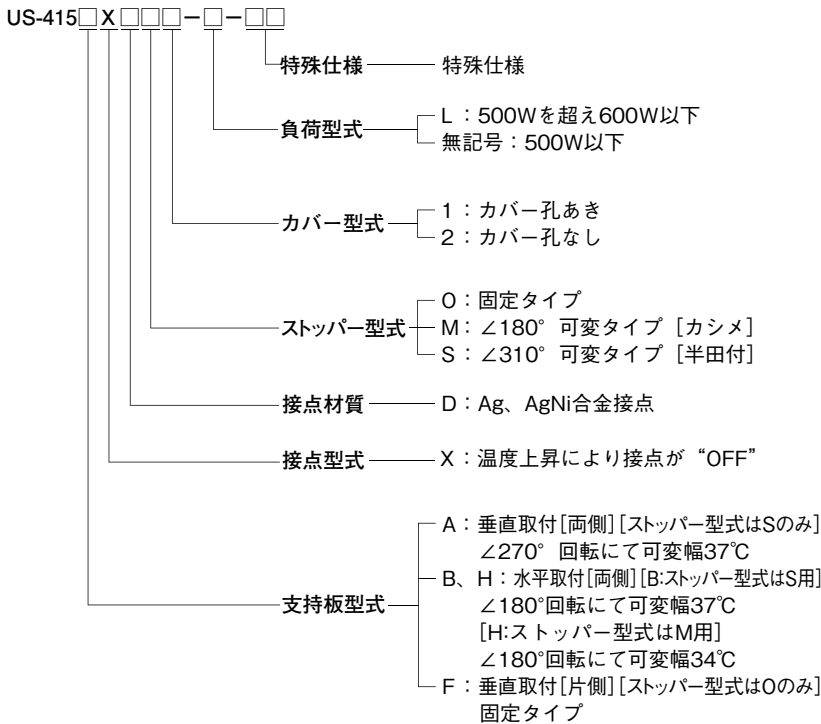 US-415□X□□□-□-□□
特殊仕様 特殊仕様
負荷型式
L：500Wを超え600W以下
無記号：500W以下
カバー型式
1：カバー孔あき
2：カバー孔なし
ストッパー型式
O：固定タイプ
M：∠180° 可変タイプ［カシメ］
S：∠310° 可変タイプ［半田付］
接点材質 D：Ag、AgNi合金接点
接点型式 X：温度上昇により接点が“OFF”
支持板型式
A：垂直取付[両側][ストッパー型式はSのみ]
∠270° 回転にて可変幅37℃
B、H：水平取付[両側][B:ストッパー型式はS用]
∠180°回転にて可変幅37℃
[H:ストッパー型式はM用]
∠180°回転にて可変幅34℃
F：垂直取付[片側][ストッパー型式はOのみ]
固定タイプ